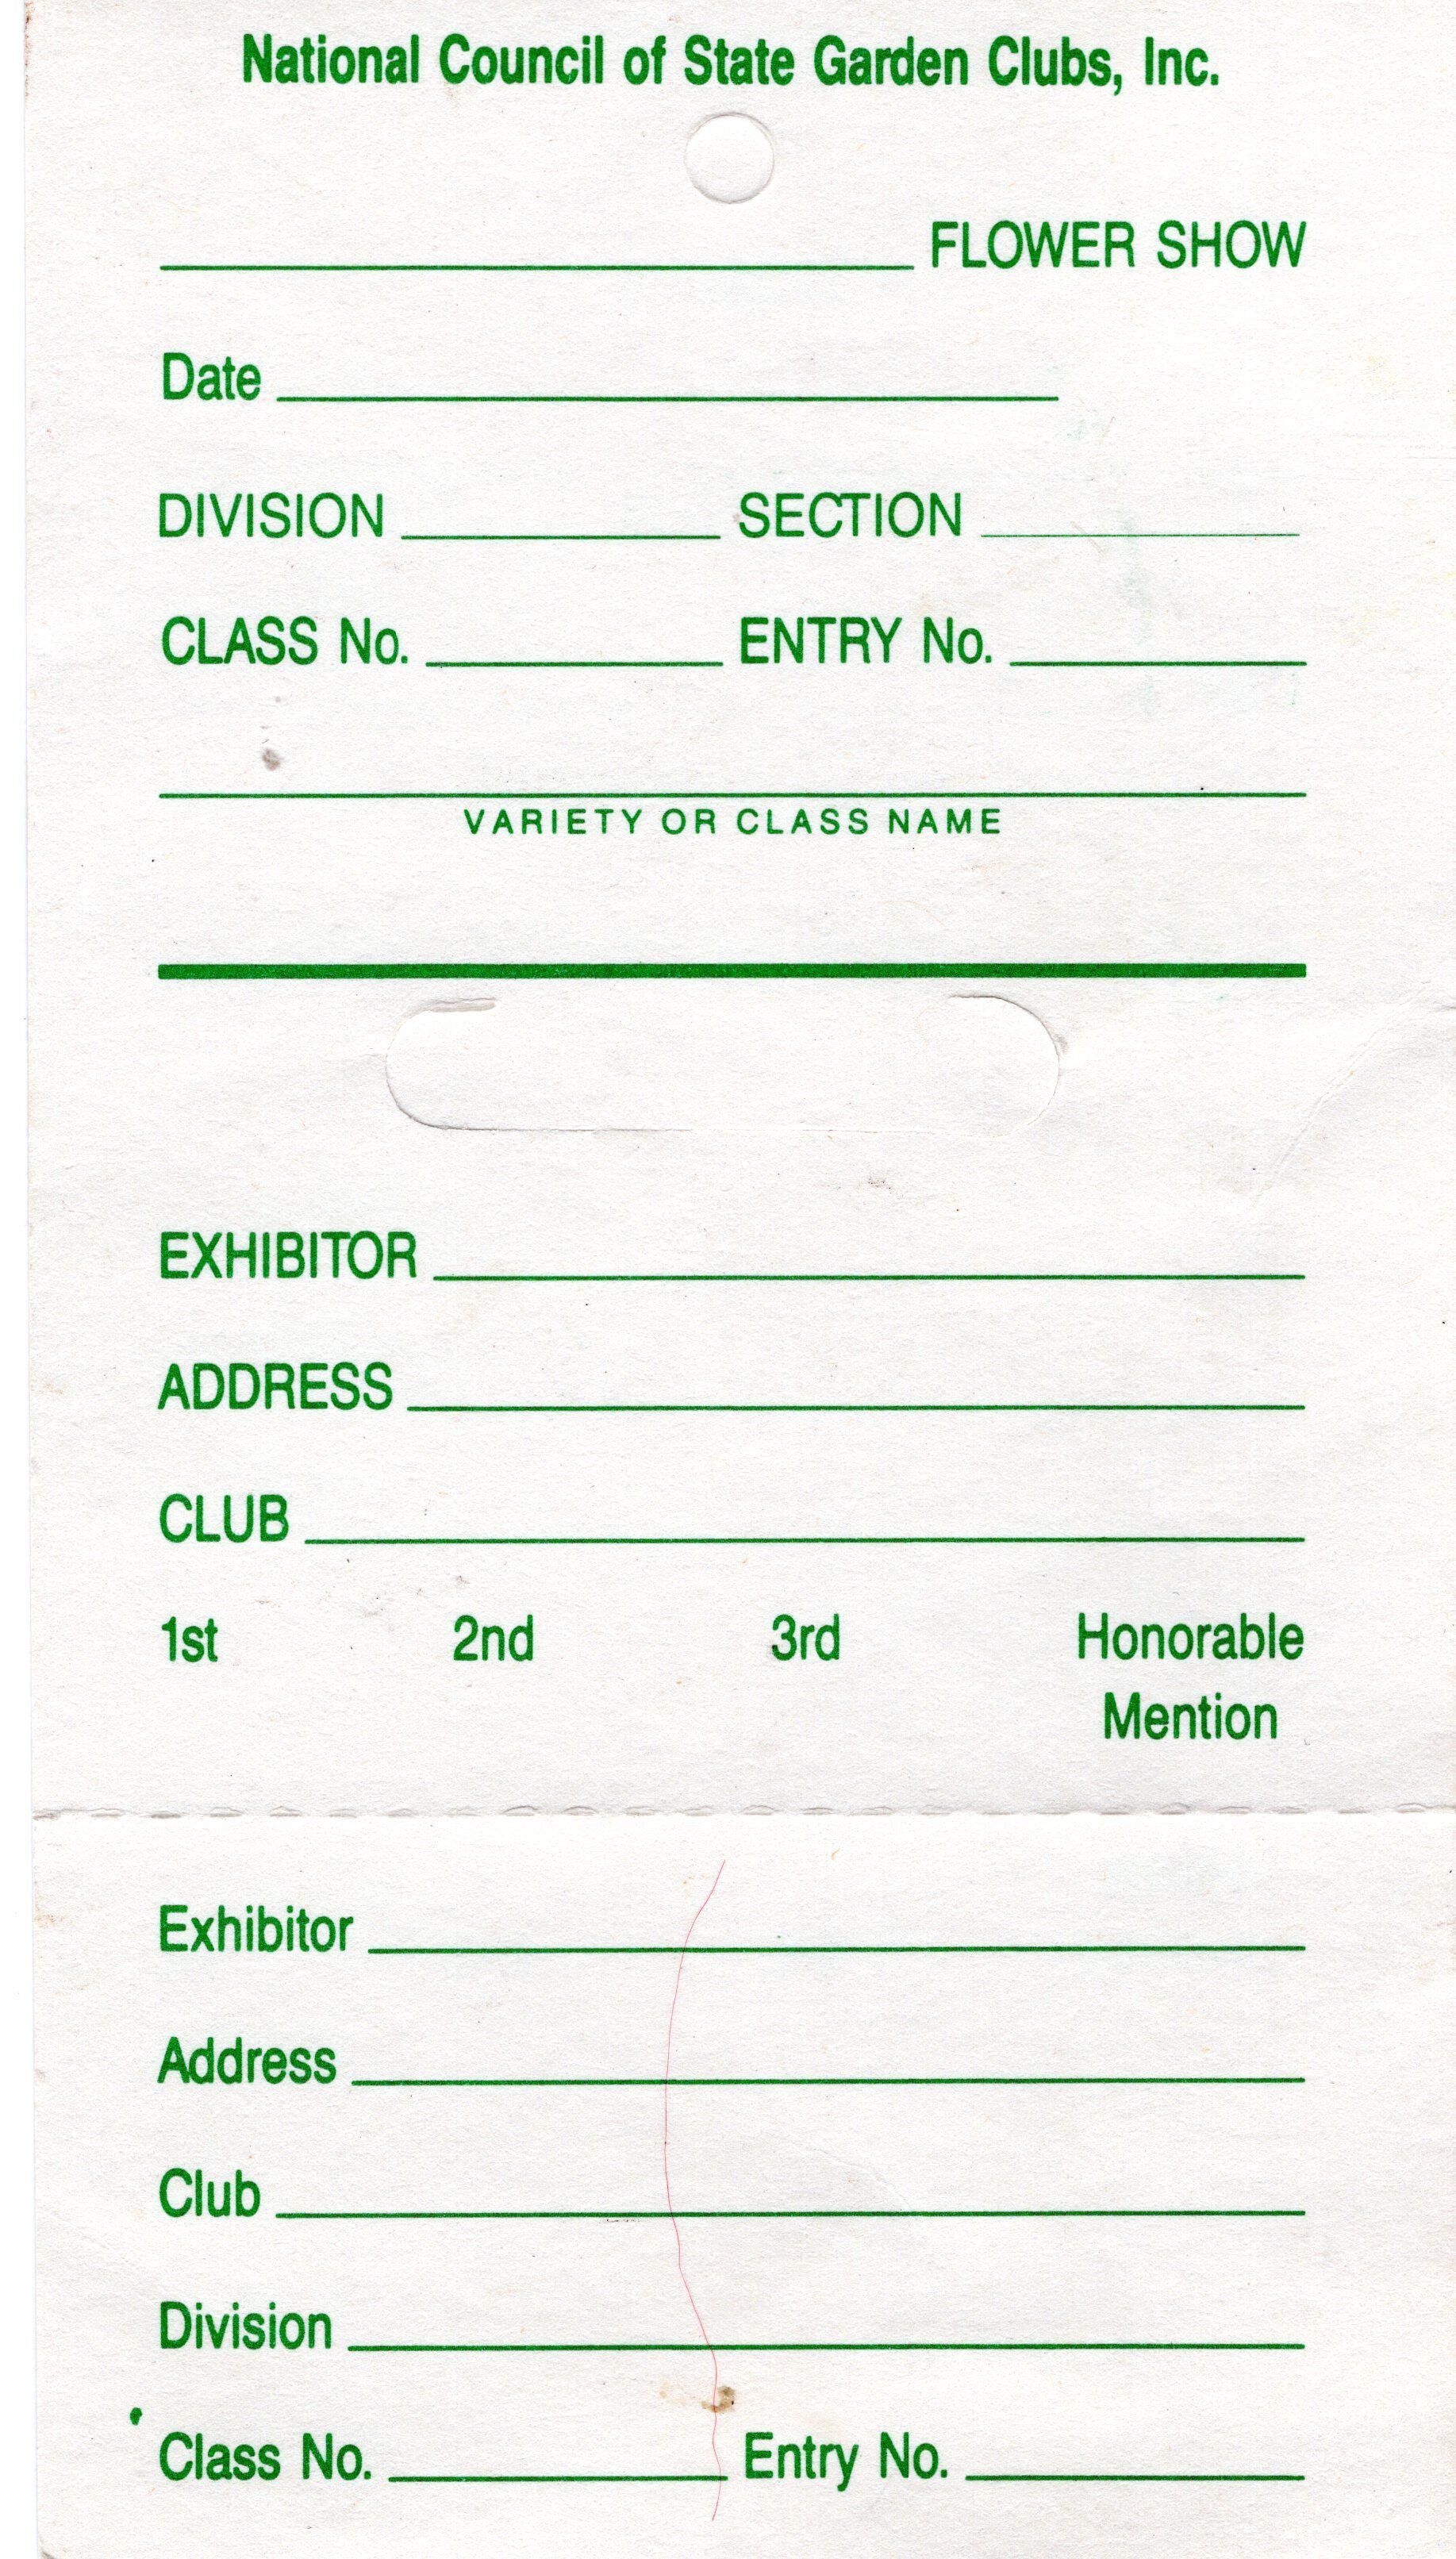 National Council of State Garden Clubs, Inc.
FLOWER SHOW
Date
DIVISION SECTION
CLASS No. ENTRY No.
VARIETY OR CLASS NAME
EXHIBITOR
ADDRESS
CLUB
1st 2nd 3rd Honorable
Mention
Exhibitor
Address
Club
Division
Class No. Entry No.